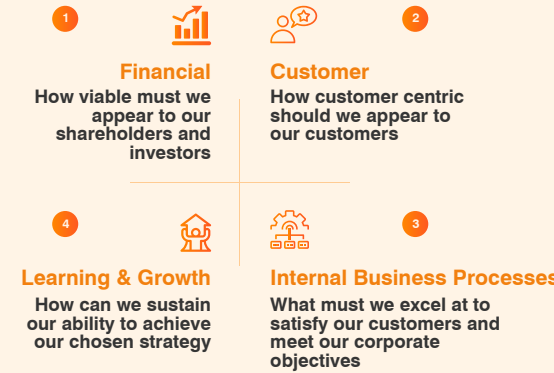 1
Financial
How viable must we
appear to our
shareholders and
investors
2
Customer
How customer centric
should we appear to
our customers
4
Learning & Growth
How can we sustain
our ability to achieve
our chosen strategy
3
Internal Business Processes
What must we excel at to
satisfy our customers and
meet our corporate
objectives